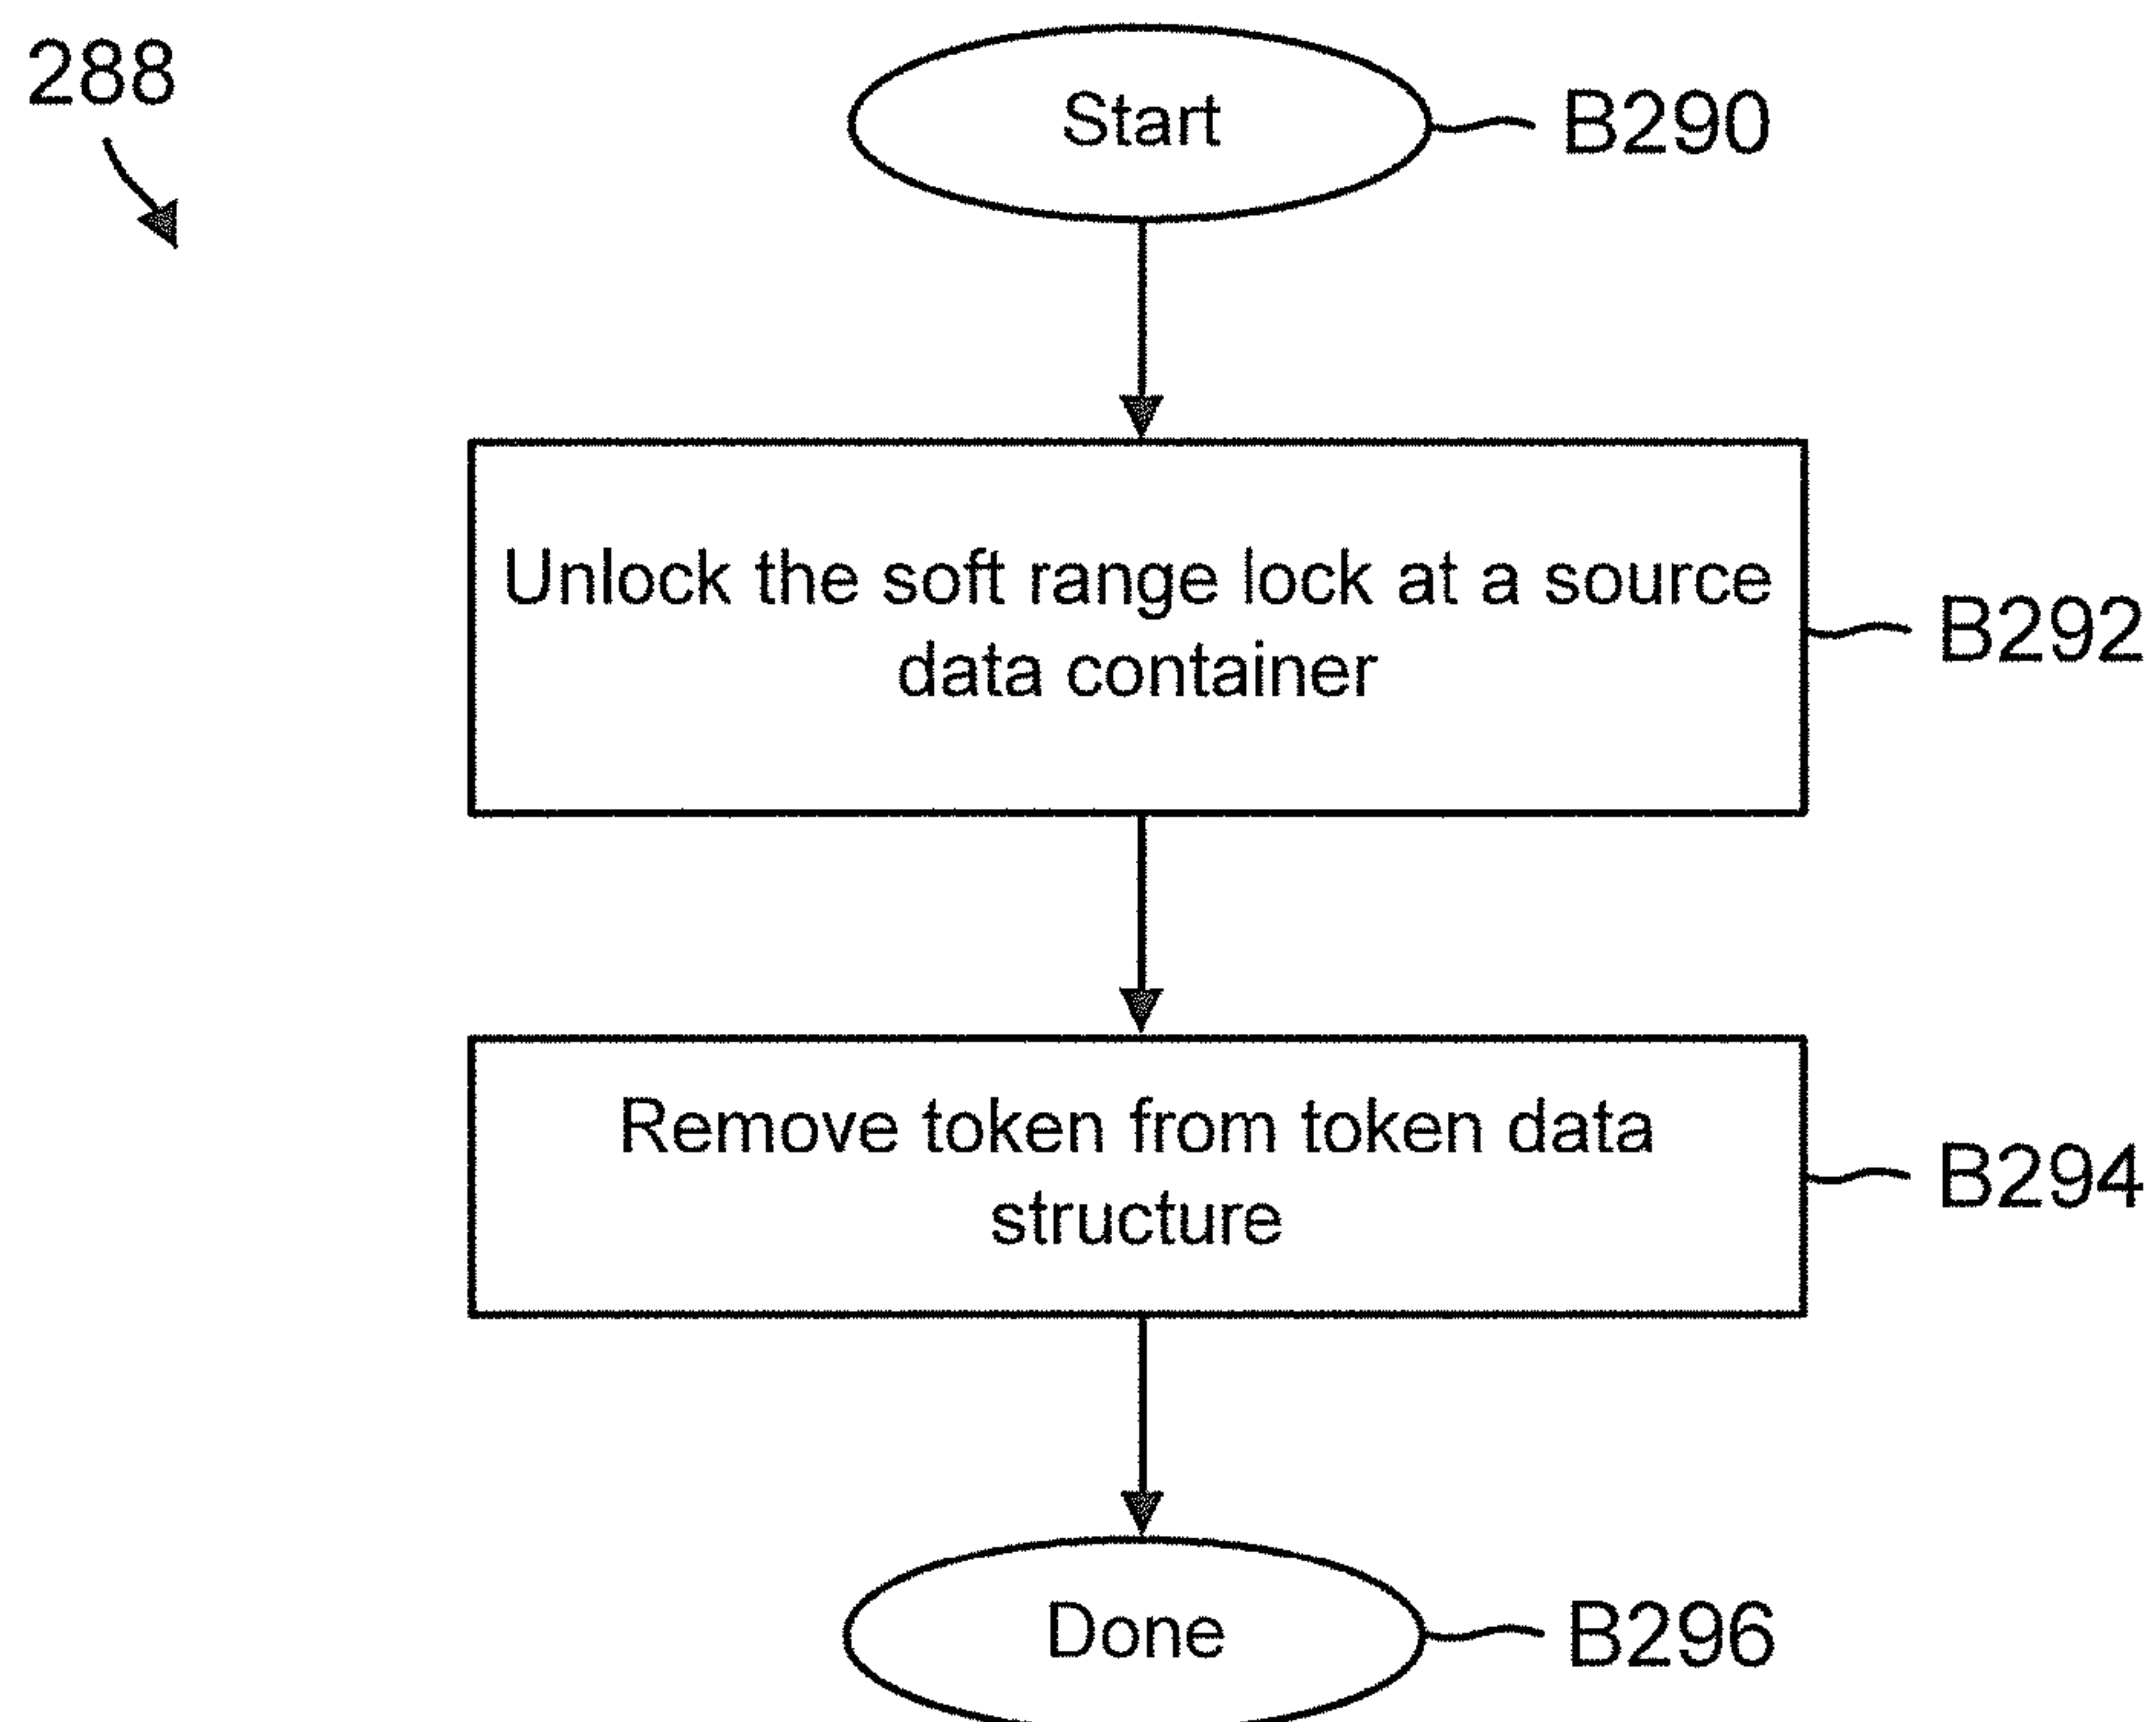 288
Start
B290
Unlock the soft range lock at a source
data container
B292
Remove token from token data
structure
B294
Done
B296